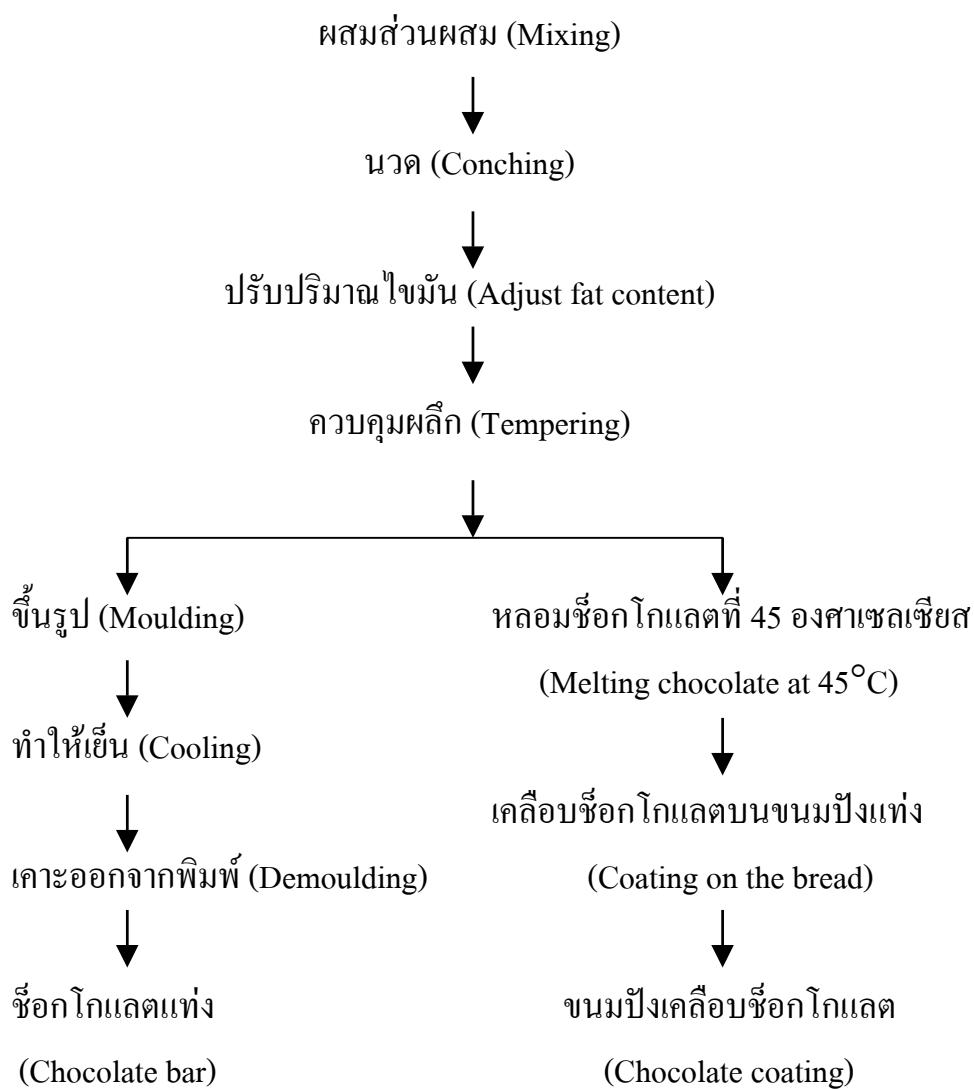 ผสมส่วนผสม (Mixing)
นวด (Conching)
ปรับปริมาณไขมัน (Adjust fat content)
ควบคุมผลึก (Tempering)
ขึ้นรูป (Moulding)
ทำให้เย็น (Cooling)
เคาะออกจากพิมพ์ (Demoulding)
ช็อกโกแลตแท่ง
(Chocolate bar)
หลอมช็อกโกแลตที่ 45 องศาเซลเซียส
(Melting chocolate at 45°C)
เคลือบช็อกโกแลตบนขนมปังแท่ง
(Coating on the bread)
ขนมปังเคลือบช็อกโกแลต
(Chocolate coating)